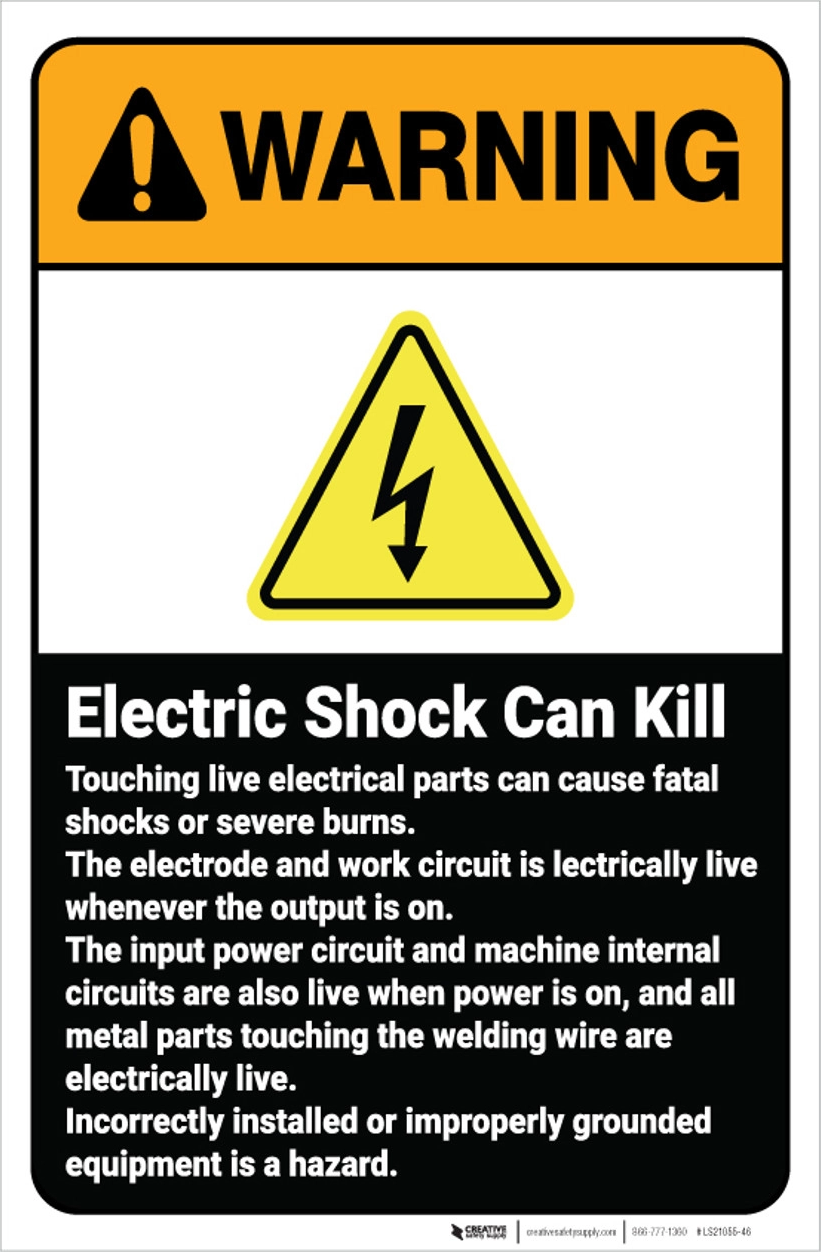 WARNING
Electric Shock Can Kill
Touching live electrical parts can cause fatal
shocks or severe burns.
The electrode and work circuit is lectrically live
whenever the output is on.
The input power circuit and machine internal
circuits are also live when power is on, and all
metal parts touching the welding wire are
electrically live.
Incorrectly installed or improperly grounded
equipment is a hazard.
CREATIVE safety supply | creativesafetysupply.com | 866-777-1360 #LS21055-46